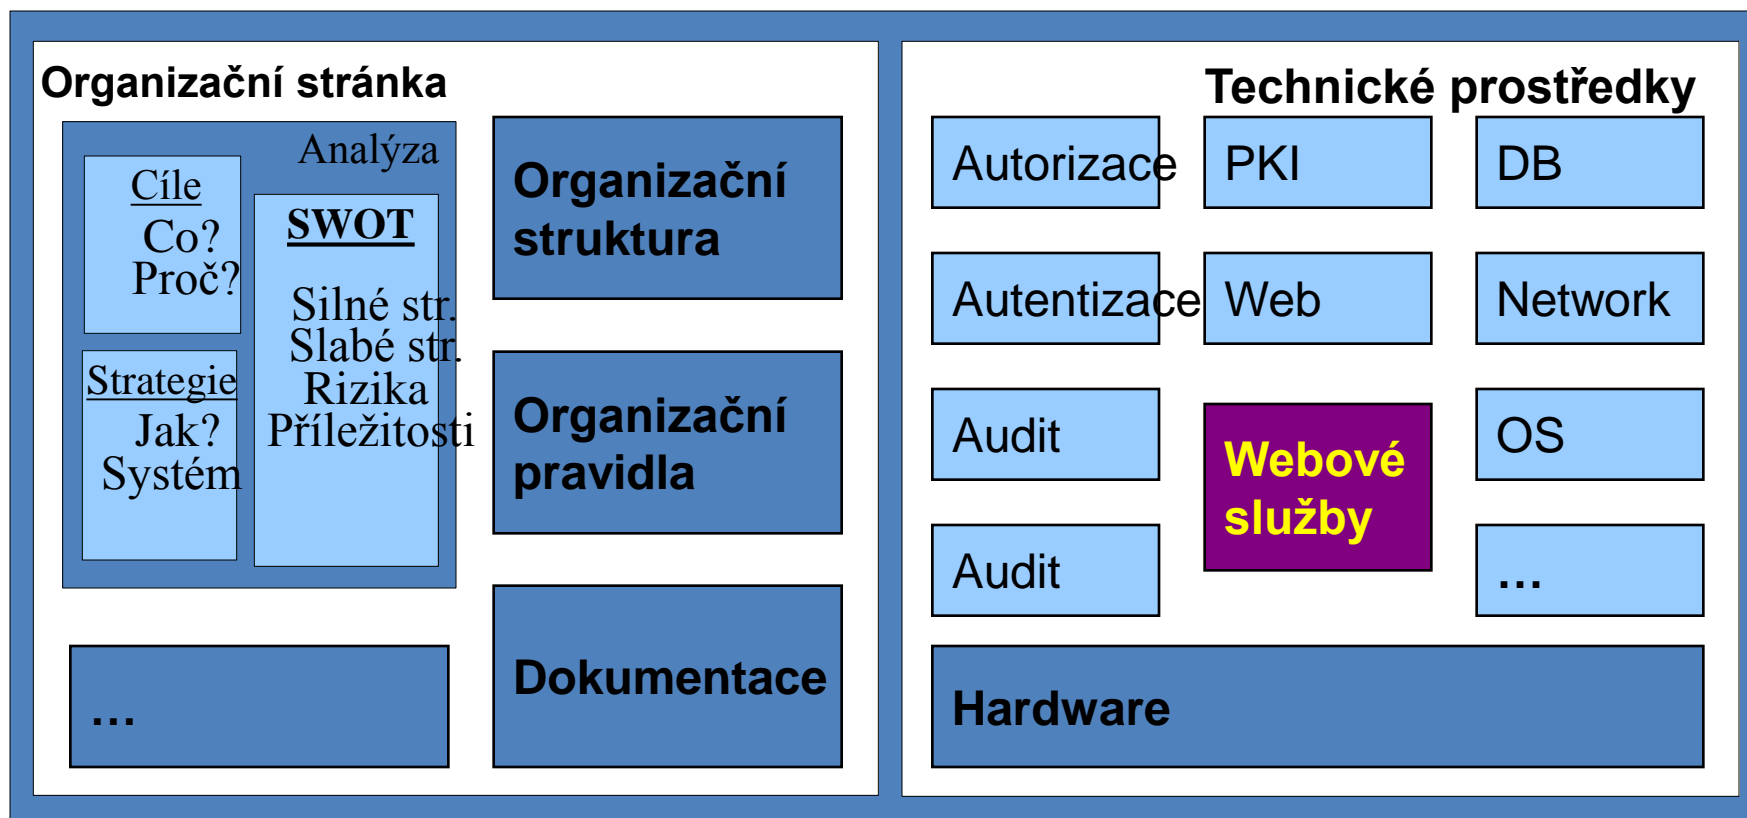 Organizační stránka
Analýza
Cíle
Co?
Proč?
Strategie
Jak?
Systém
SWOT
Silné str.
Slabé str.
Rizika
Příležitosti
…
Organizační
struktura
Organizační
pravidla
Dokumentace
Technické prostředky
Autorizace
PKI
DB
Autentizace
Web
Network
Audit
Webové
služby
OS
Audit
…
Hardware